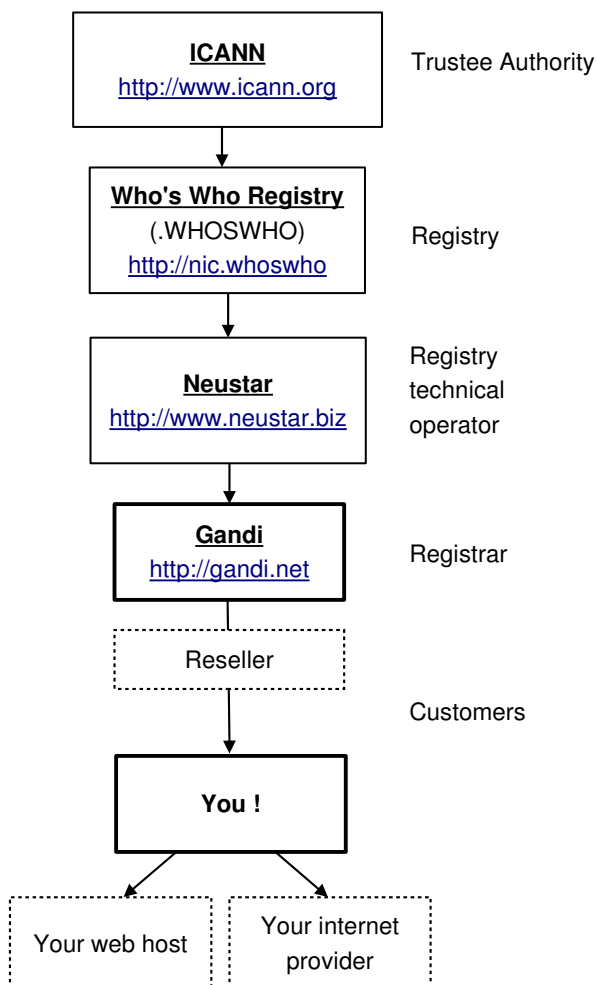 ICANN
http://www.icann.org
Trustee Authority
Who's Who Registry
(.WHOSWHO)
http://nic.whoswho
Registry
Neustar
http://www.neustar.biz
Registry
technical
operator
Gandi
http://gandi.net
Registrar
Reseller
Customers
You !
Your web host
Your internet
provider